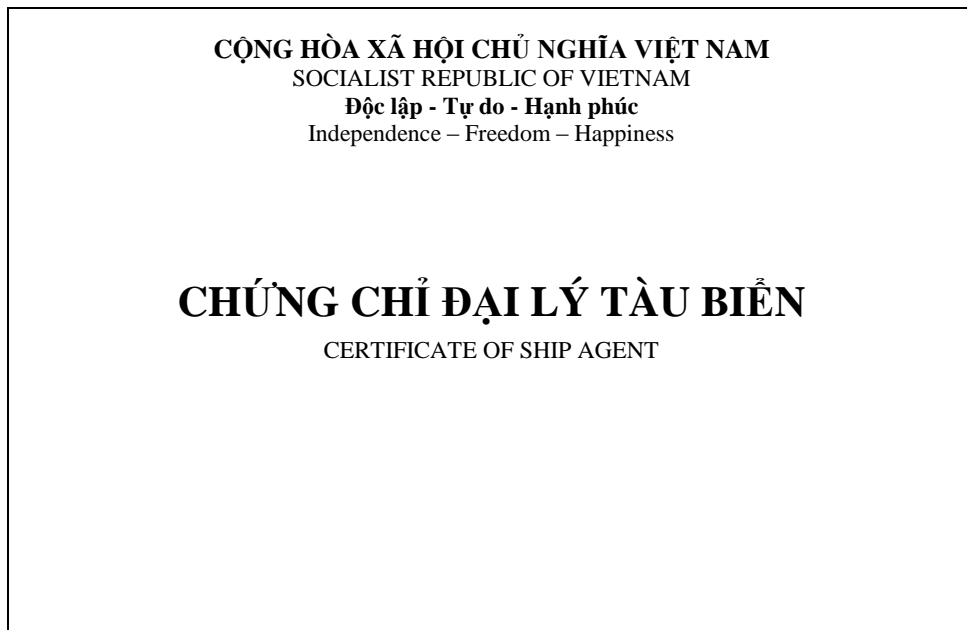 CỘNG HÒA XÃ HỘI CHỦ NGHĨA VIỆT NAM
SOCIALIST REPUBLIC OF VIETNAM
Độc lập - Tự do - Hạnh phúc
Independence – Freedom – Happiness
CHỨNG CHỈ ĐẠI LÝ TÀU BIỂN
CERTIFICATE OF SHIP AGENT